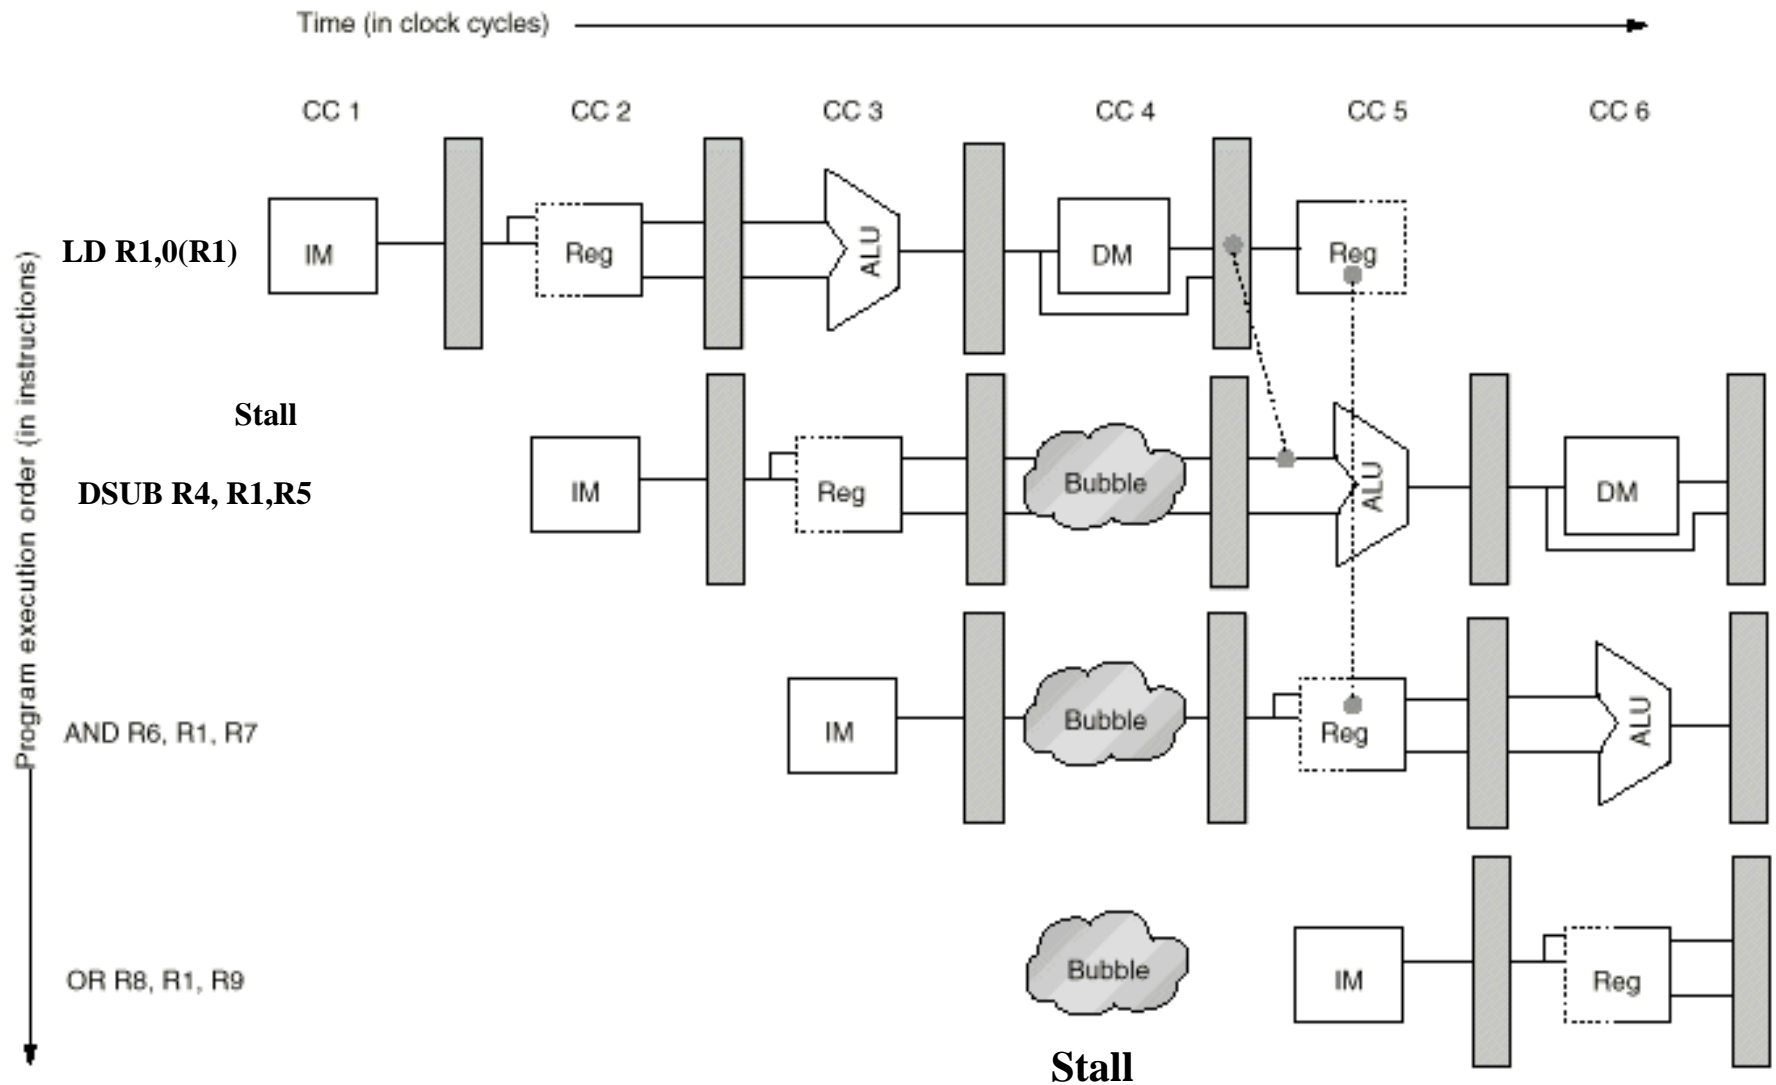 Time (in clock cycles)
CC 1 CC 2 CC 3 CC 4 CC 5 CC 6
Program execution order (in instructions)
LD R1,0(R1) IM Reg ALU DM Reg
Stall
DSUB R4, R1,R5 IM Reg Bubble ALU DM
AND R6, R1, R7 IM Bubble Reg ALU
OR R8, R1, R9 Bubble IM Reg
Stall